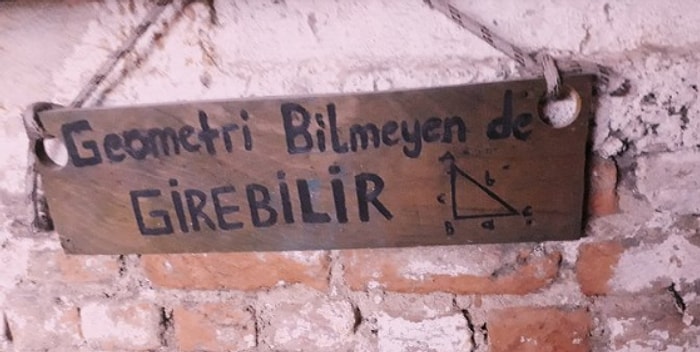 Geometri Bilmeyen de
GİREBİLİR
A
c b
B a C